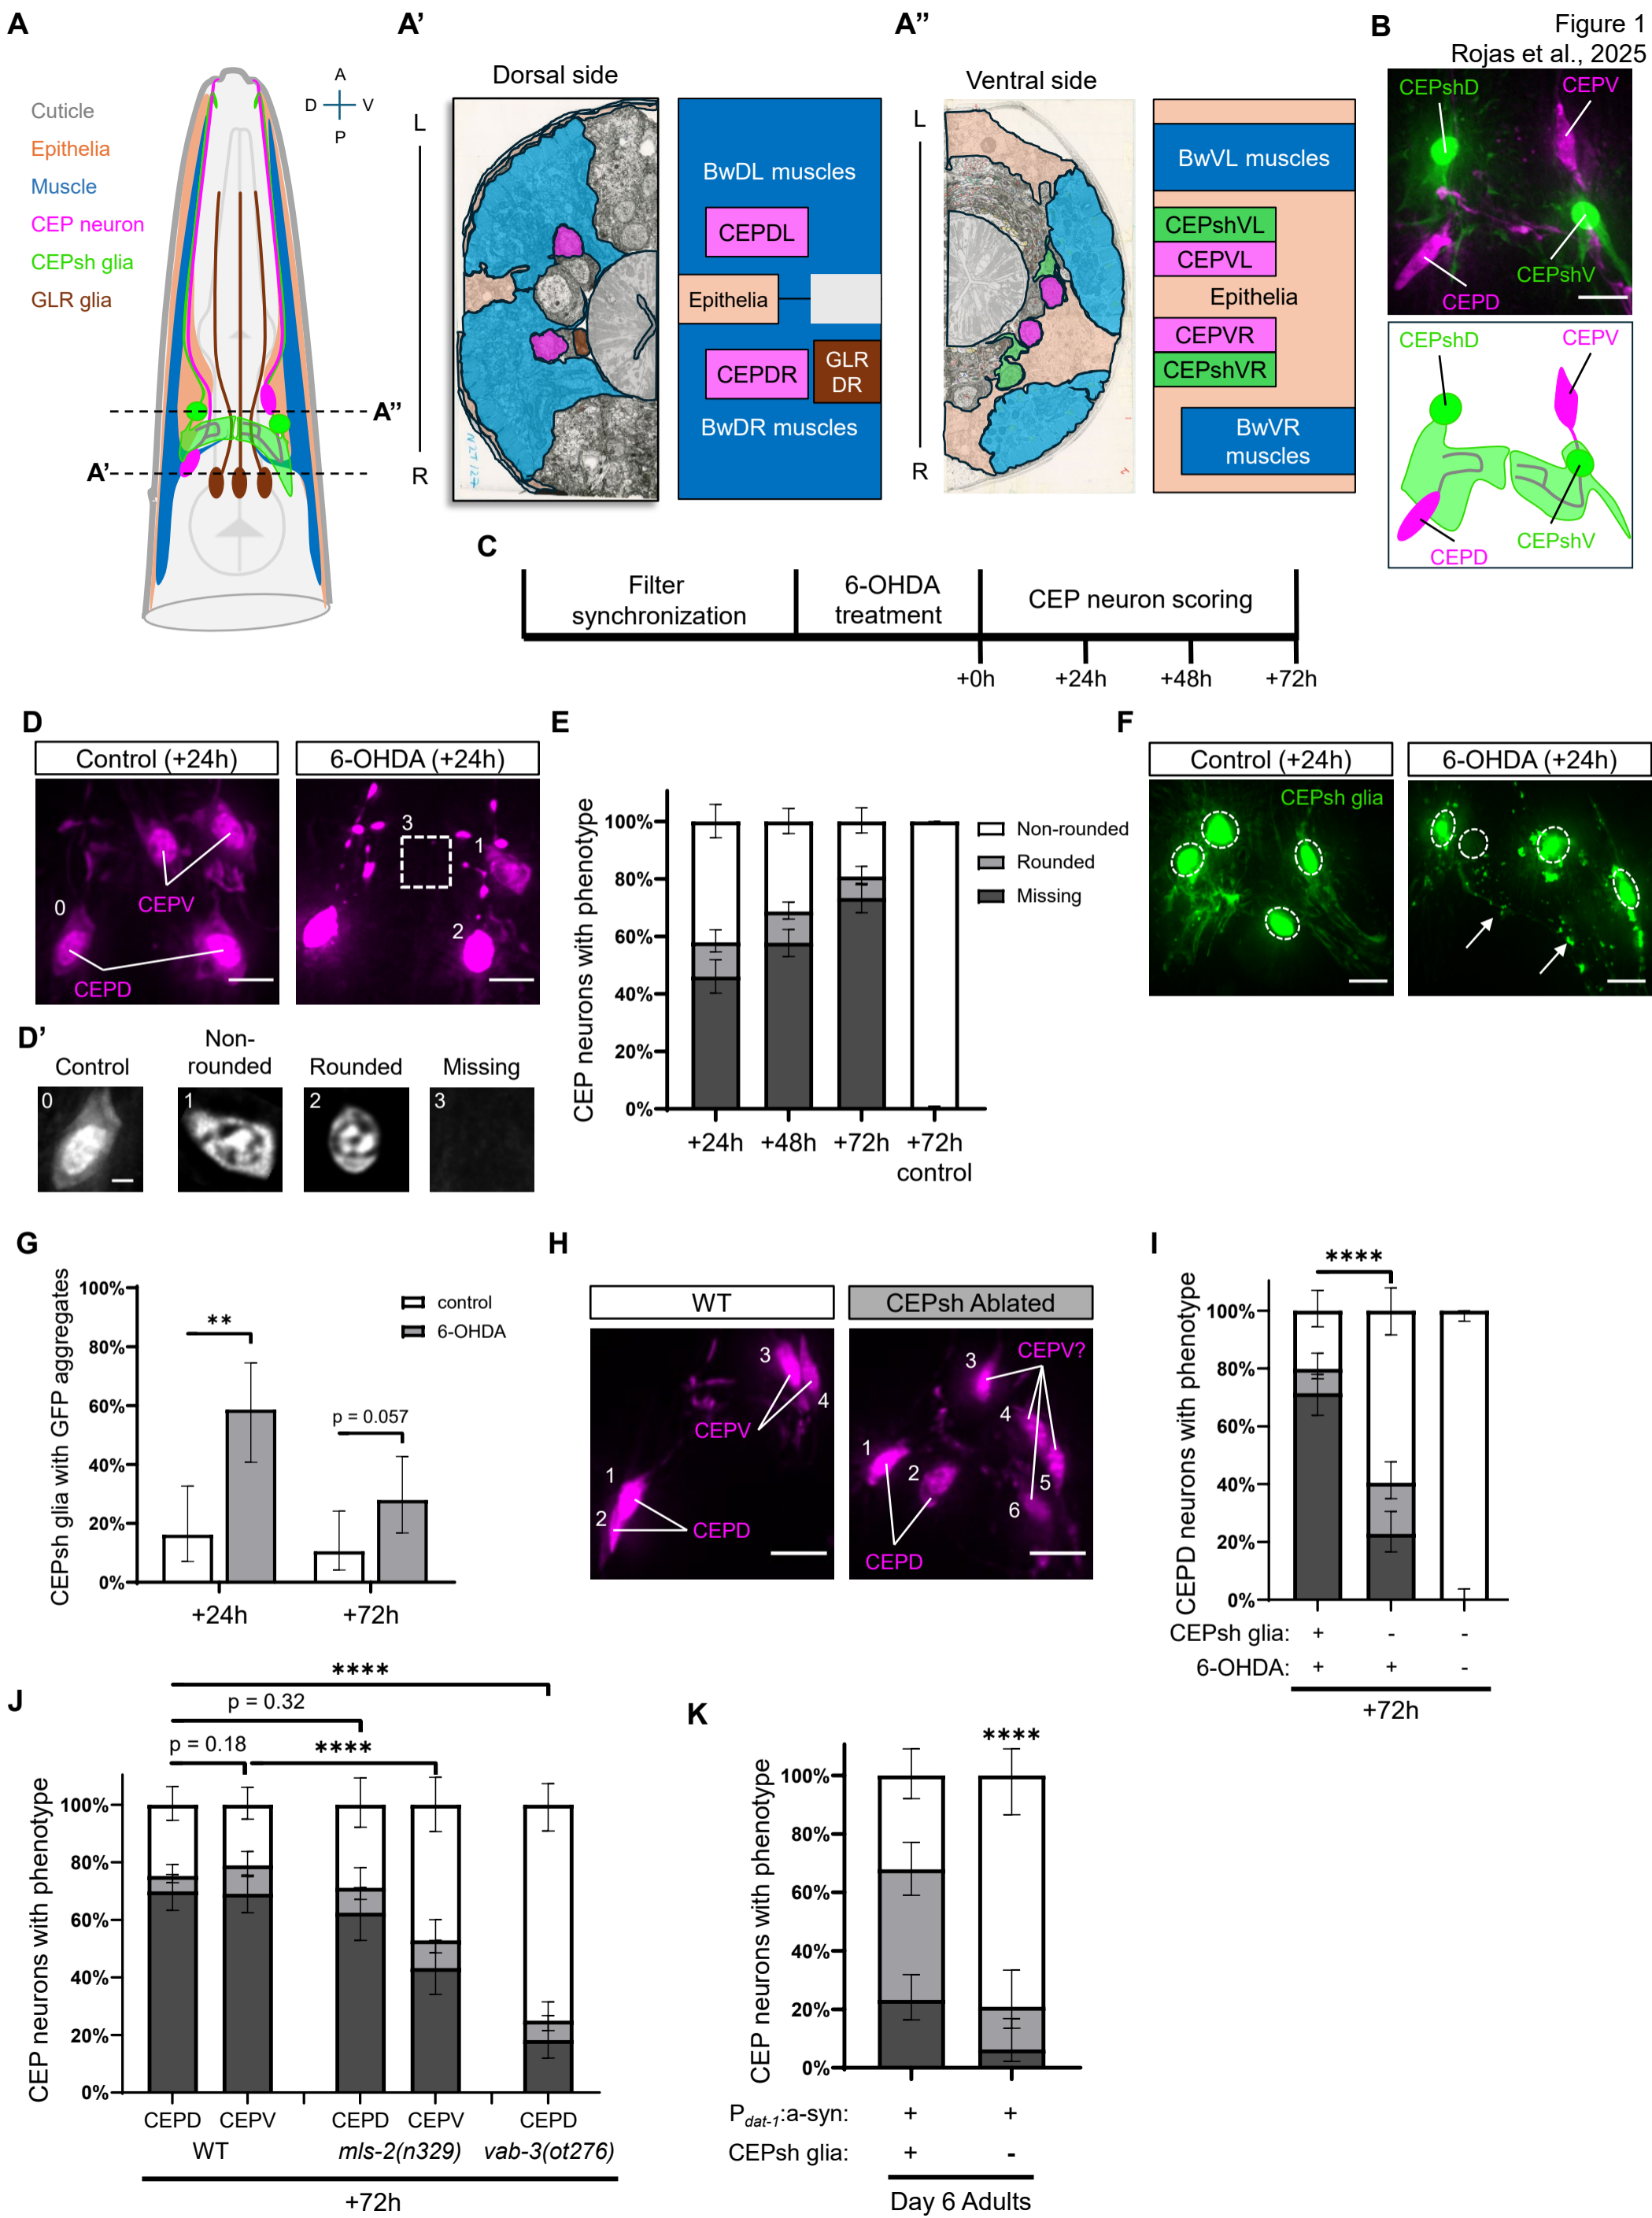 Figure 1
Rojas et al., 2025
A
Cuticle
Epithelia
Muscle
CEP neuron
CEPsh glia
GLR glia
A
D
V
P
A''
A'
A'
Dorsal side
L
R
BwDL muscles
CEPDL
Epithelia
CEPDR
GLR
DR
BwDR muscles
A''
Ventral side
L
R
BwVL muscles
CEPshVL
CEPVL
Epithelia
CEPVR
CEPshVR
BwVR
muscles
B
CEPshD
CEPV
CEPshV
CEPD
CEPshD
CEPV
CEPshV
CEPD
C
Filter
synchronization
6-OHDA
treatment
CEP neuron scoring
+0h
+24h
+48h
+72h
D
Control (+24h)
6-OHDA (+24h)
CEPV
0
CEPD
3
1
2
D'
Control
Non-
rounded
Rounded
Missing
0
1
2
3
E
CEP neurons with phenotype
100%
80%
60%
40%
20%
0%
Non-rounded
Rounded
Missing
+24h
+48h
+72h
+72h
control
F
Control (+24h)
6-OHDA (+24h)
CEPsh glia
G
CEPsh glia with GFP aggregates
100%
80%
60%
40%
20%
0%
**
p = 0.057
control
6-OHDA
+24h
+72h
H
WT
CEPsh Ablated
3
4
CEPV
1
2
CEPD
CEPV?
3
4
1
2
5
6
CEPD
I
****
CEPD neurons with phenotype
100%
80%
60%
40%
20%
0%
CEPsh glia: + - -
6-OHDA: + + -
+72h
J
****
p = 0.32
p = 0.18
****
CEP neurons with phenotype
100%
80%
60%
40%
20%
0%
CEPD CEPV CEPD CEPV CEPD
WT mls-2(n329) vab-3(ot276)
+72h
K
****
CEP neurons with phenotype
100%
80%
60%
40%
20%
0%
Pdat-1:a-syn: + +
CEPsh glia: + -
Day 6 Adults